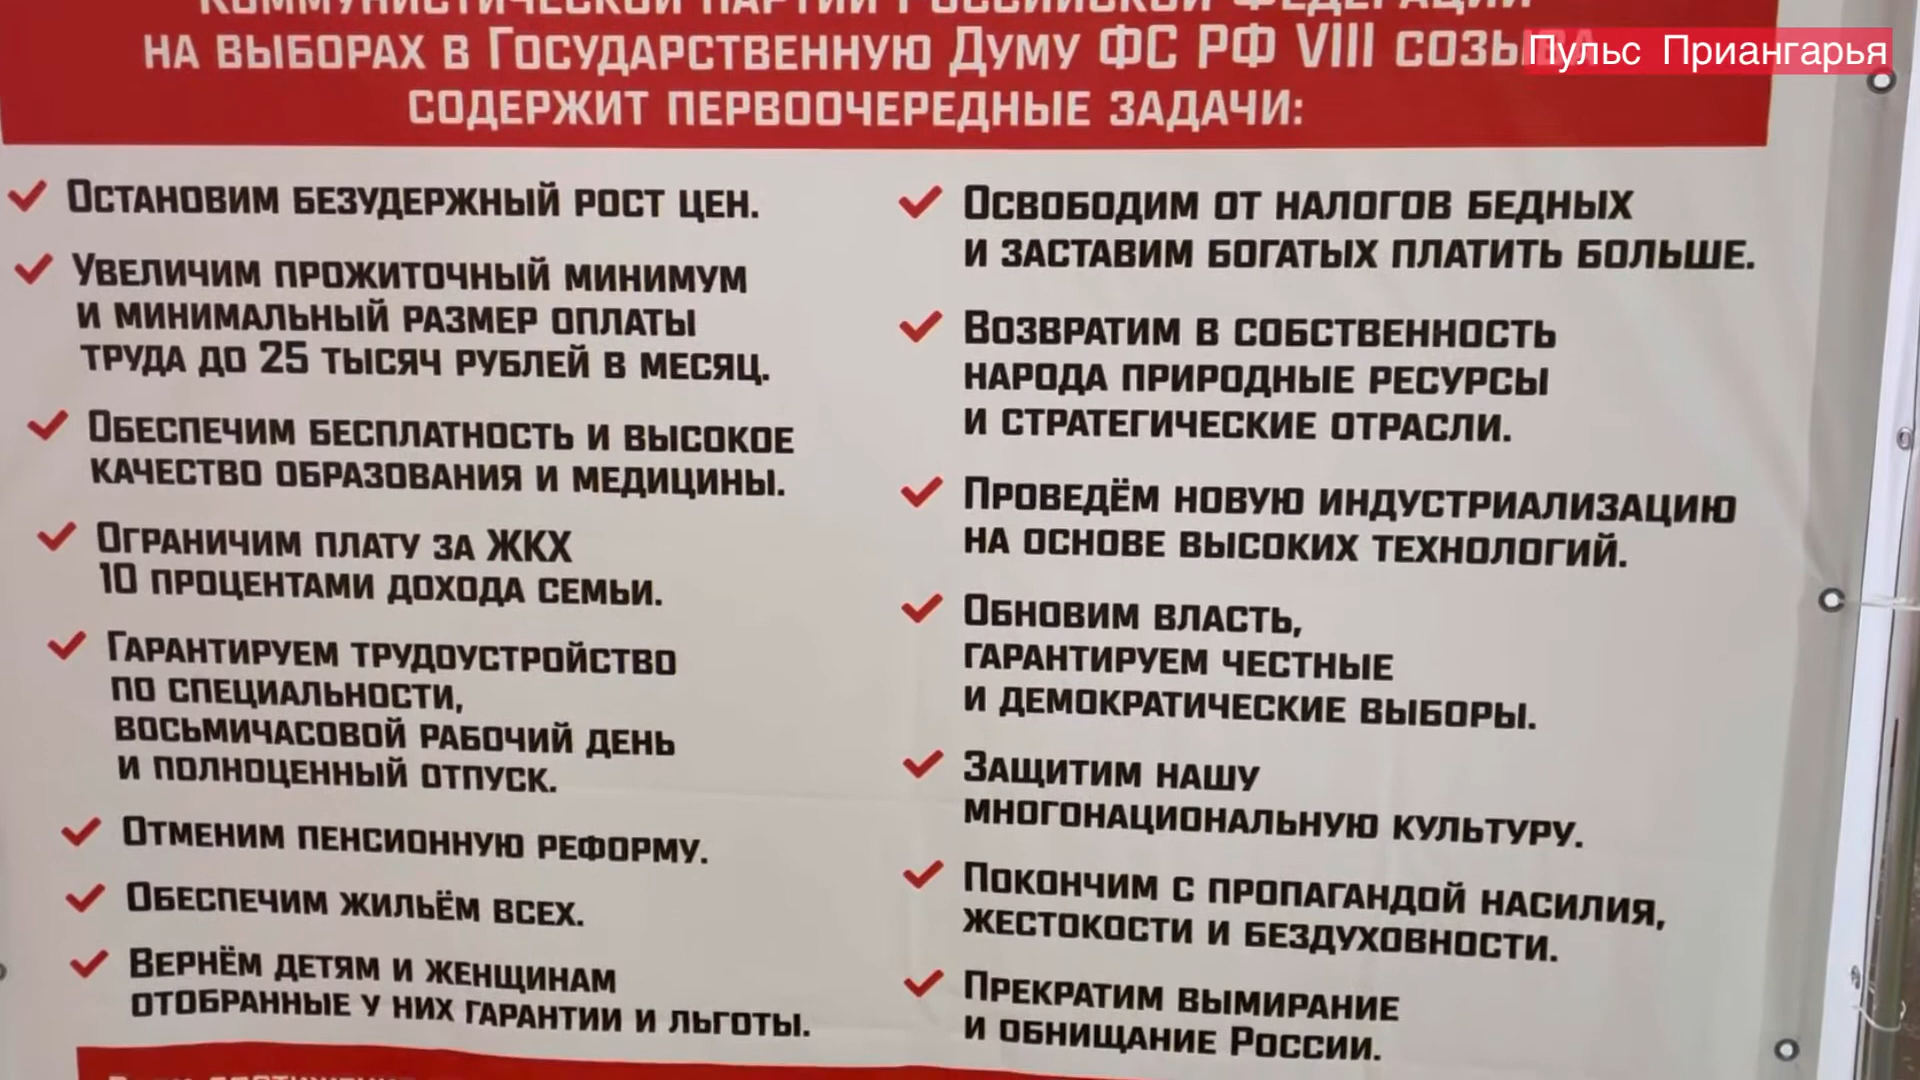 Коммунистической партии Российской Федерации
на выборах в Государственную Думу ФС РФ VIII созыва
содержит первоочередные задачи:
Пульс Приангарья
Остановим безудержный рост цен.
Увеличим прожиточный минимум
и минимальный размер оплаты
труда до 25 тысяч рублей в месяц.
Обеспечим бесплатность и высокое
качество образования и медицины.
Ограничим плату за ЖКХ
10 процентами дохода семьи.
Гарантируем трудоустройство
по специальности,
восьмичасовой рабочий день
и полноценный отпуск.
Отменим пенсионную реформу.
Обеспечим жильём всех.
Вернём детям и женщинам
отобранные у них гарантии и льготы.
Освободим от налогов бедных
и заставим богатых платить больше.
Возвратим в собственность
народа природные ресурсы
и стратегические отрасли.
Проведём новую индустриализацию
на основе высоких технологий.
Обновим власть,
гарантируем честные
и демократические выборы.
Защитим нашу
многонациональную культуру.
Покончим с пропагандой насилия,
жестокости и бездуховности.
Прекратим вымирание
и обнищание России.